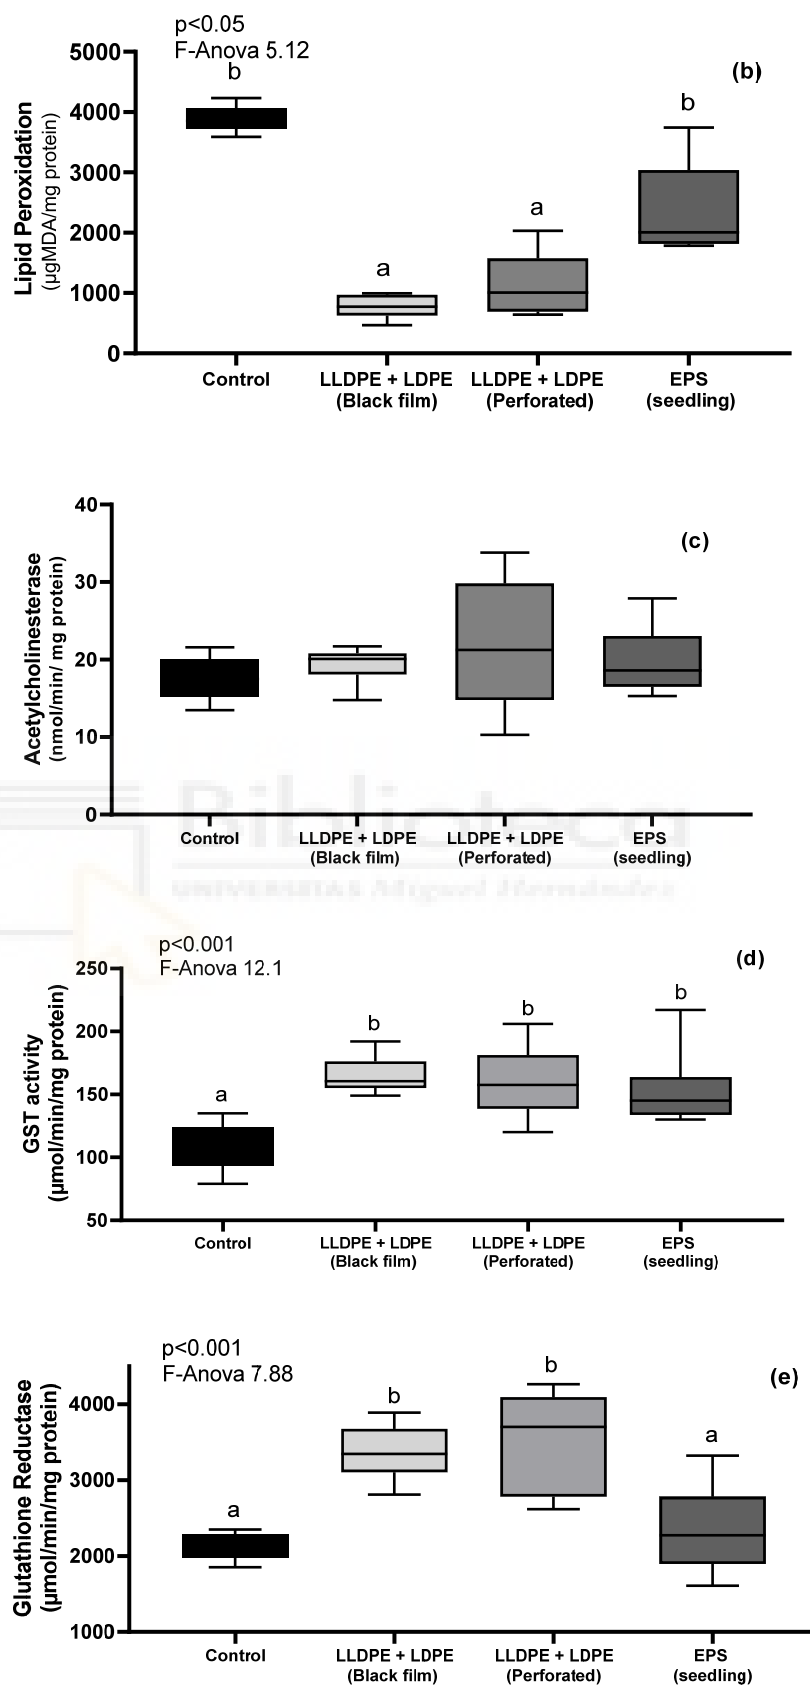 p<0.05
F-Anova 5.12
(b)
Lipid Peroxidation
(µgMDA/mg protein)
5000
4000
3000
2000
1000
0
b
a
a
b
Control
LLDPE + LDPE
(Black film)
LLDPE + LDPE
(Perforated)
EPS
(seedling)
(c)
Acetylcholinesterase
(nmol/min/ mg protein)
40
30
20
10
0
Control
LLDPE + LDPE
(Black film)
LLDPE + LDPE
(Perforated)
EPS
(seedling)
Biblioteca
UNIVERSITAS Miguel Hernández
p<0.001
F-Anova 12.1
(d)
GST activity
(µmol/min/mg protein)
250
200
150
100
50
a
b
b
b
Control
LLDPE + LDPE
(Black film)
LLDPE + LDPE
(Perforated)
EPS
(seedling)
p<0.001
F-Anova 7.88
(e)
Glutathione Reductase
(µmol/min/mg protein)
4000
3000
2000
1000
a
b
b
a
Control
LLDPE + LDPE
(Black film)
LLDPE + LDPE
(Perforated)
EPS
(seedling)